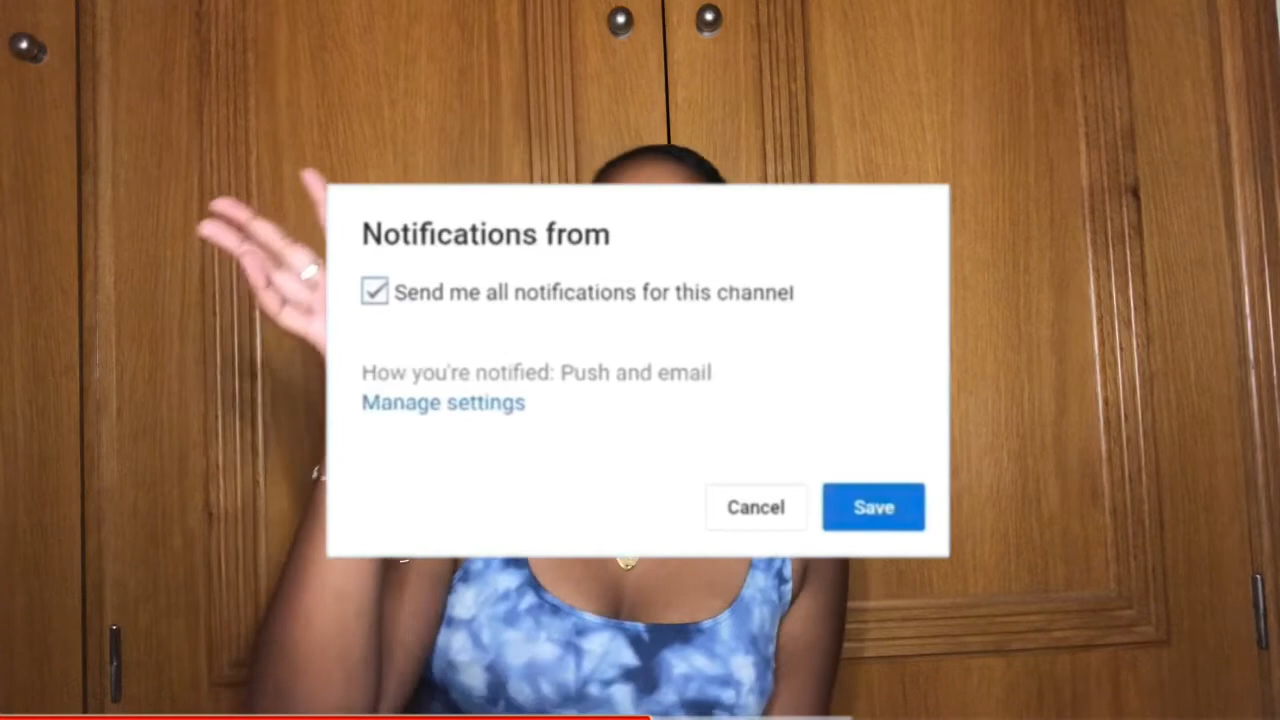 Notifications from
Send me all notifications for this channel
How you're notified: Push and email
Manage settings
Cancel
Save